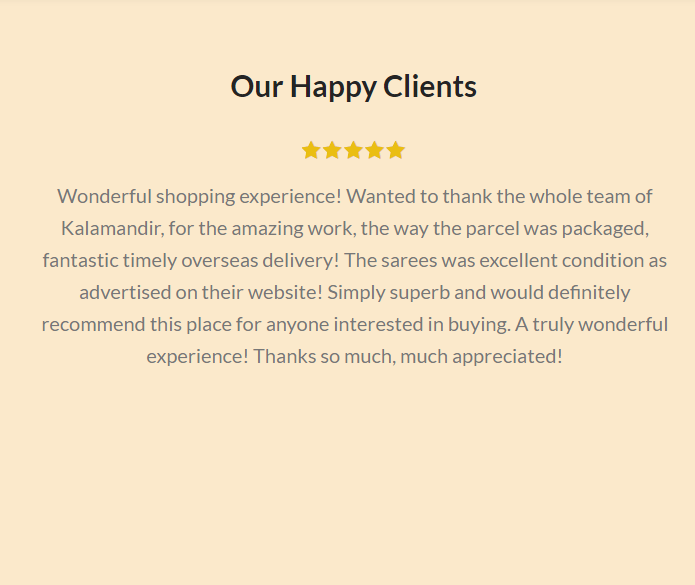 Our Happy Clients
Wonderful shopping experience! Wanted to thank the whole team of
Kalamandir, for the amazing work, the way the parcel was packaged,
fantastic timely overseas delivery! The sarees was excellent condition as
advertised on their website! Simply superb and would definitely
recommend this place for anyone interested in buying. A truly wonderful
experience! Thanks so much, much appreciated!